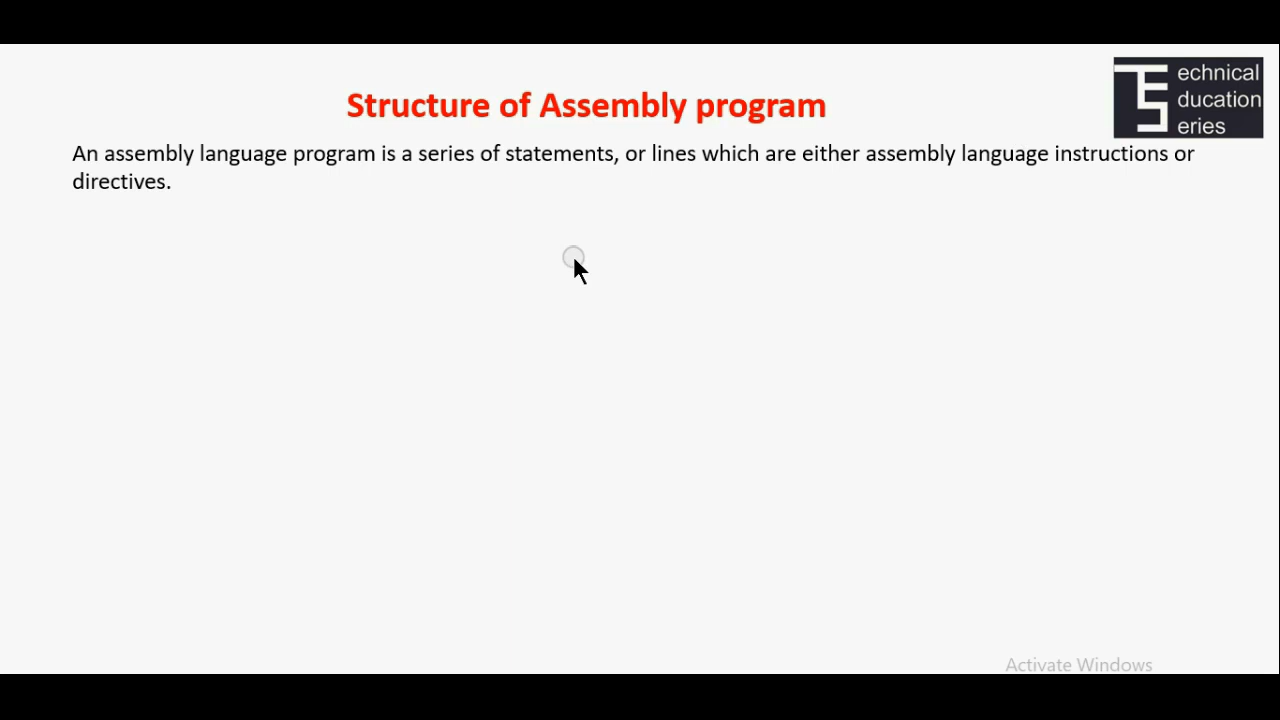 Structure of Assembly program
TES
echnical
ducation
eries
An assembly language program is a series of statements, or lines which are either assembly language instructions or
directives.
Activate Windows